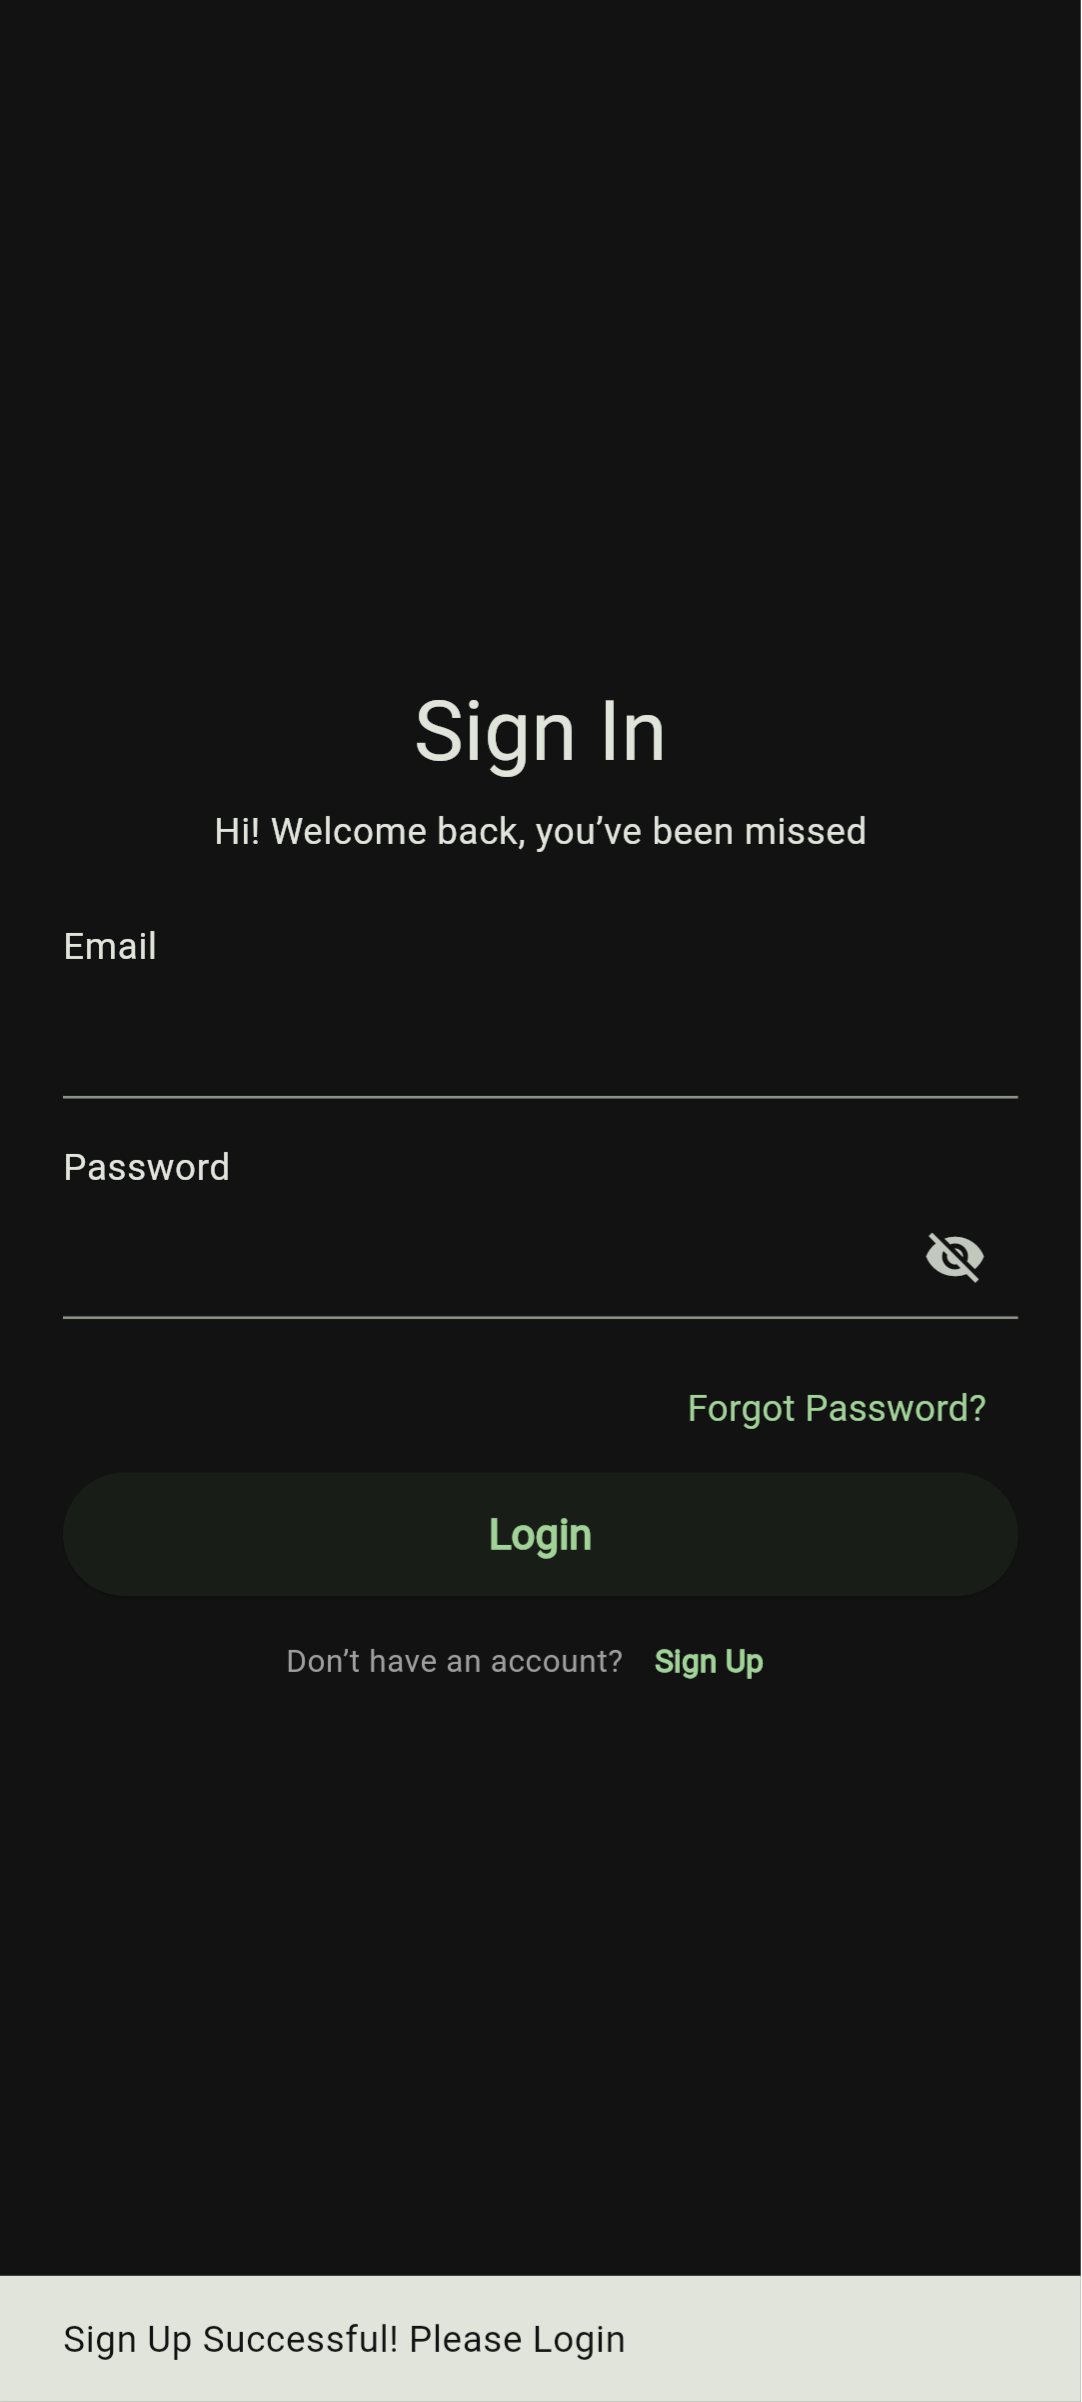 Sign In
Hi! Welcome back, you’ve been missed
Email
Password
Forgot Password?
Login
Don’t have an account? Sign Up
Sign Up Successful! Please Login